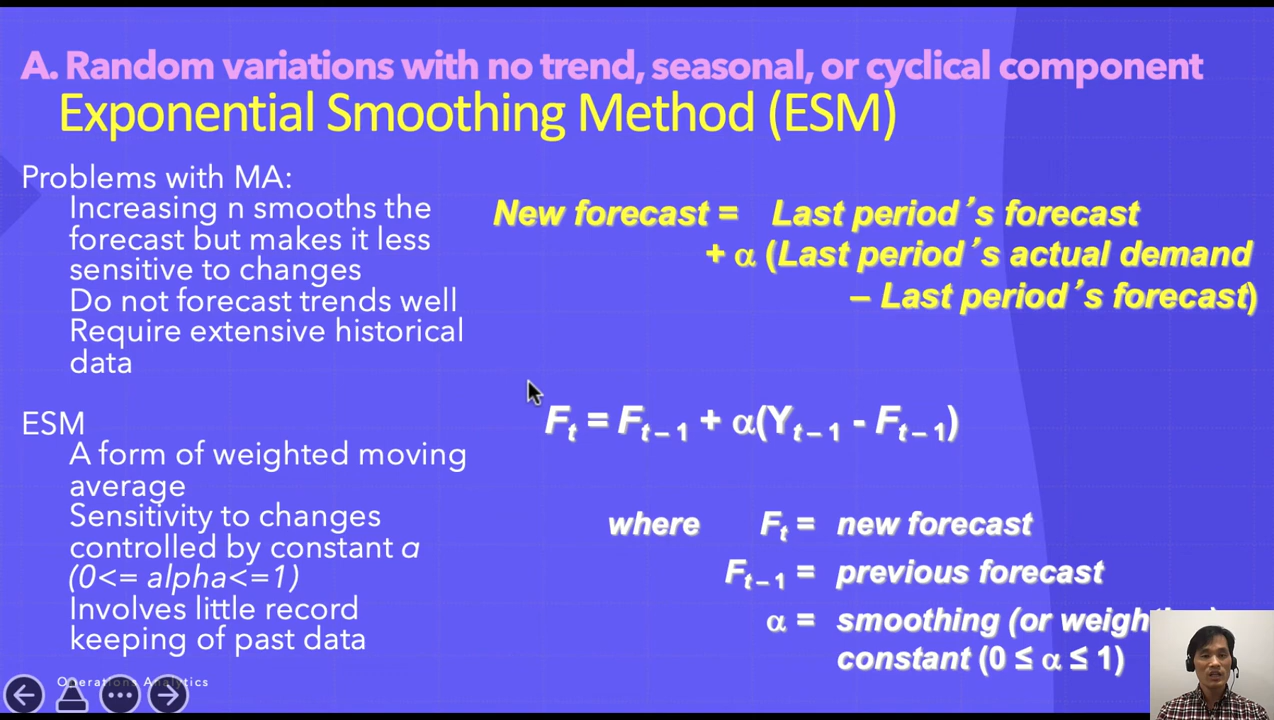 A. Random variations with no trend, seasonal, or cyclical component
Exponential Smoothing Method (ESM)
Problems with MA:
Increasing n smooths the
forecast but makes it less
sensitive to changes
Do not forecast trends well
Require extensive historical
data
ESM
A form of weighted moving
average
Sensitivity to changes
controlled by constant α
(0<= alpha<=1)
Involves little record
keeping of past data
New forecast = Last period's forecast
+ α (Last period's actual demand
– Last period's forecast)
Fₜ = Fₜ₋₁ + α(Yₜ₋₁ - Fₜ₋₁)
where Fₜ = new forecast
Fₜ₋₁ = previous forecast
α = smoothing (or
constant (0 ≤ α ≤ 1)
Operations Analytics